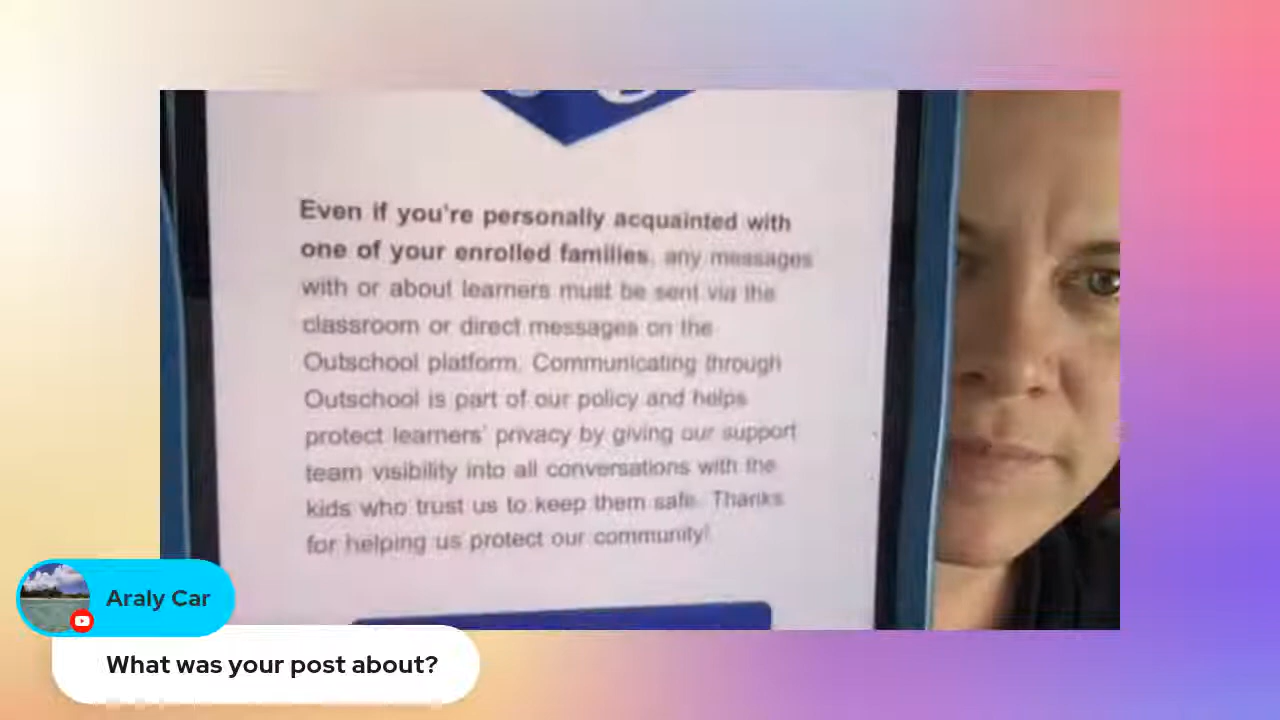 Even if you're personally acquainted with
one of your enrolled families, any messages
with or about learners must be sent via the
classroom or direct messages on the
Outschool platform. Communicating through
Outschool is part of our policy and helps
protect learners' privacy by giving our support
team visibility into all conversations with the
kids who trust us to keep them safe. Thanks
for helping us protect our community!
Araly Car
What was your post about?